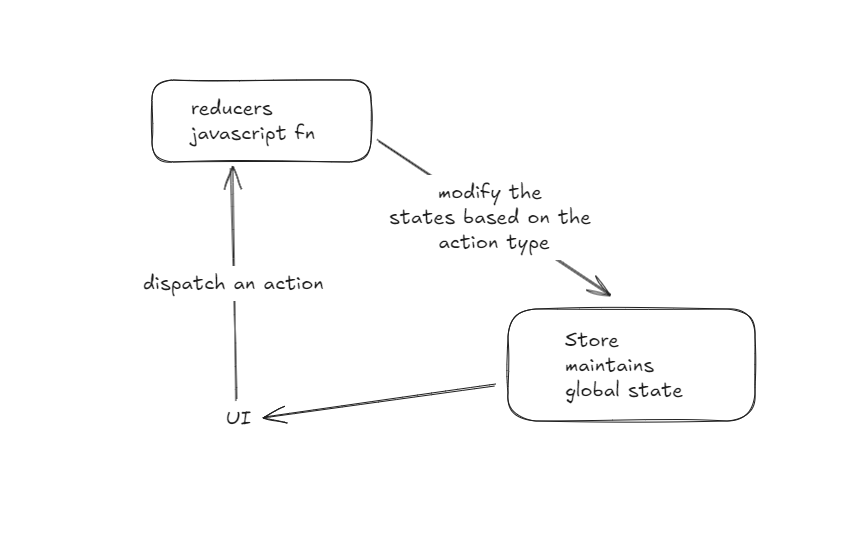 reducers
javascript fn
modify the
states based on the
action type
dispatch an action
Store
maintains
global state
UI